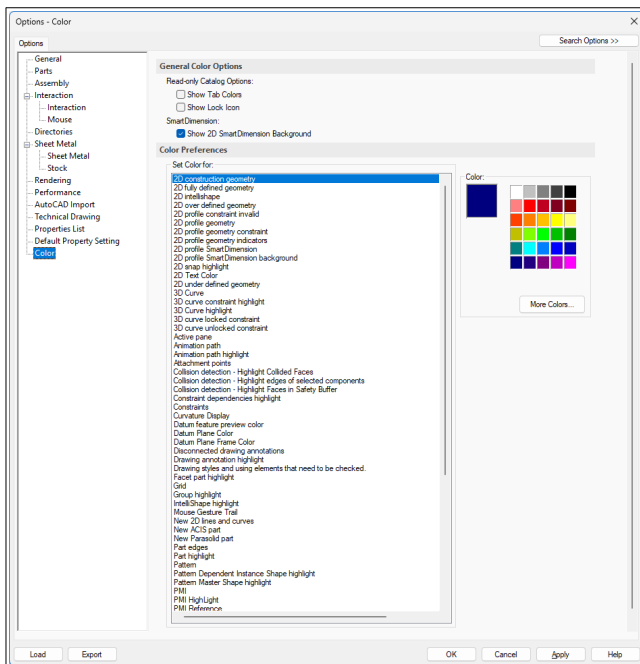 Options - Color
Options
Search Options >>
General
Parts
Assembly
Interaction
Interaction
Mouse
Directories
Sheet Metal
Sheet Metal
Stock
Rendering
Performance
AutoCAD Import
Technical Drawing
Properties List
Default Property Setting
Color
General Color Options
Read-only Catalog Options:
Show Tab Colors
Show Lock Icon
SmartDimension:
Show 2D SmartDimension Background
Color Preferences
Set Color for:
2D construction geometry
2D fully defined geometry
2D intellishape
2D over defined geometry
2D profile constraint invalid
2D profile geometry
2D profile geometry constraint
2D profile geometry indicators
2D profile SmartDimension
2D profile SmartDimension background
2D snap highlight
2D Text Color
2D under defined geometry
3D Curve
3D curve constraint highlight
3D Curve highlight
3D curve locked constraint
3D curve unlocked constraint
Active pane
Animation path
Animation path highlight
Attachment points
Collision detection - Highlight Collided Faces
Collision detection - Highlight edges of selected components
Collision detection - Highlight Faces in Safety Buffer
Constraint dependencies highlight
Constraints
Curvature Display
Datum feature preview color
Datum Plane Color
Datum Plane Frame Color
Disconnected drawing annotations
Drawing annotation highlight
Drawing styles and using elements that need to be checked.
Facet part highlight
Grid
Group highlight
IntelliShape highlight
Mouse Gesture Trail
New 2D lines and curves
New ACIS part
New Parasolid part
Part edges
Part highlight
Pattern
Pattern Dependent Instance Shape highlight
Pattern Master Shape highlight
PMI
PMI HighLight
PMI Reference
Color:
More Colors...
Load
Export
OK
Cancel
Apply
Help